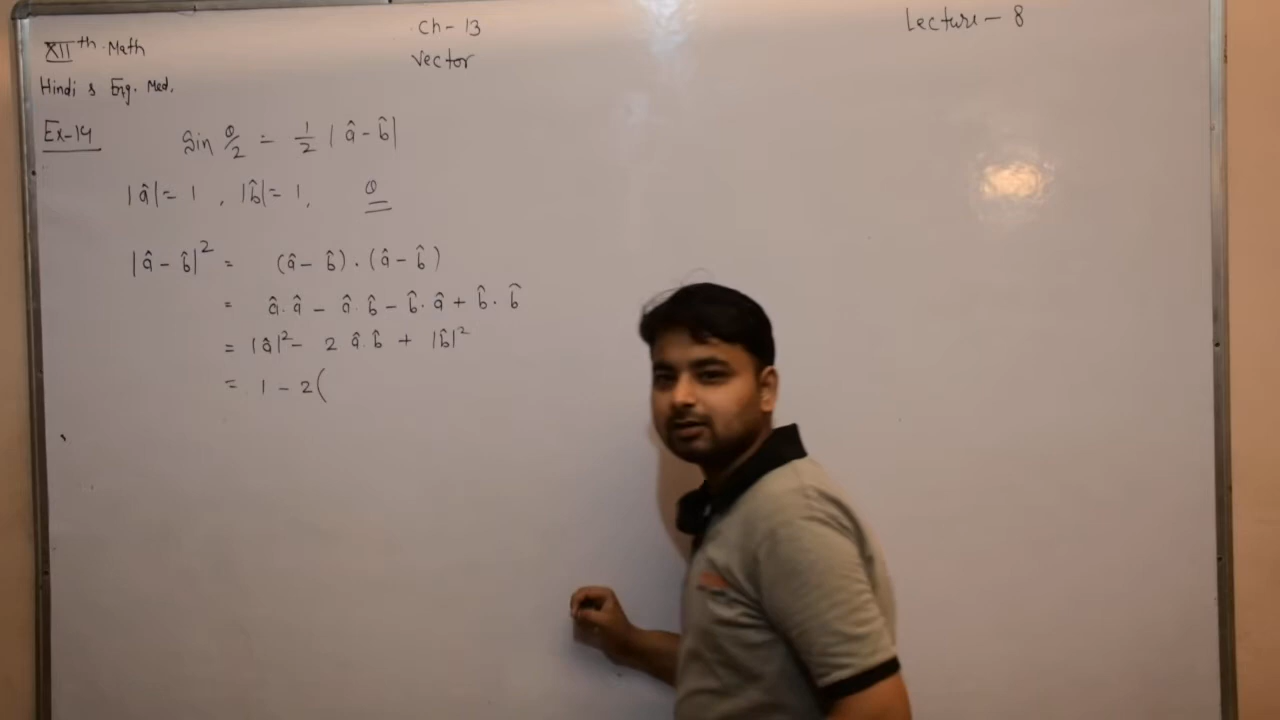 Ch-13
Lecture-8
XIIth Math
Vector
Hindi & Eng. Med.
Ex-14
Sin θ/2 = 1/2 |â-b̂|
|â|= 1 , |b̂|= 1, θ
|â-b̂|² = (â-b̂).(â-b̂)
= â.â - â.b̂ - b̂.â + b̂.b̂
= |â|² - 2 â.b̂ + |b̂|²
= 1 - 2(